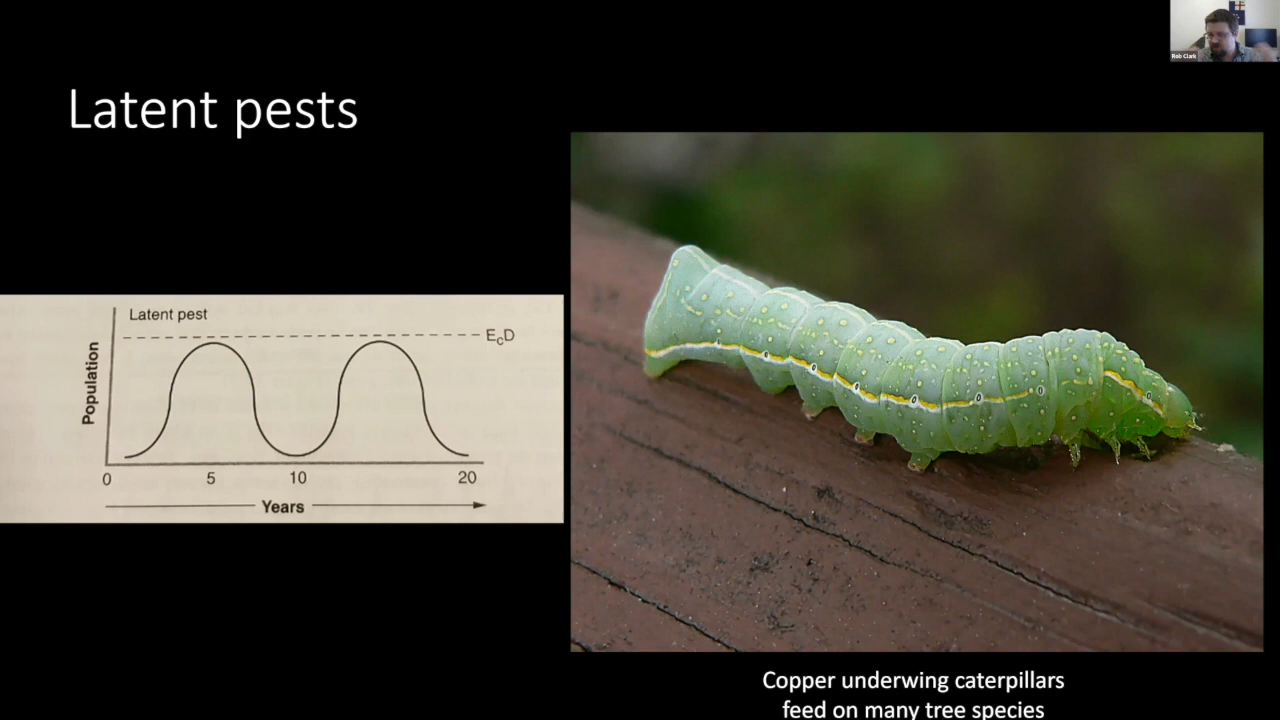 Rob Clark
Latent pests
Latent pest
E_CD
Population
0 5 10 20
Years
Copper underwing caterpillars
feed on many tree species